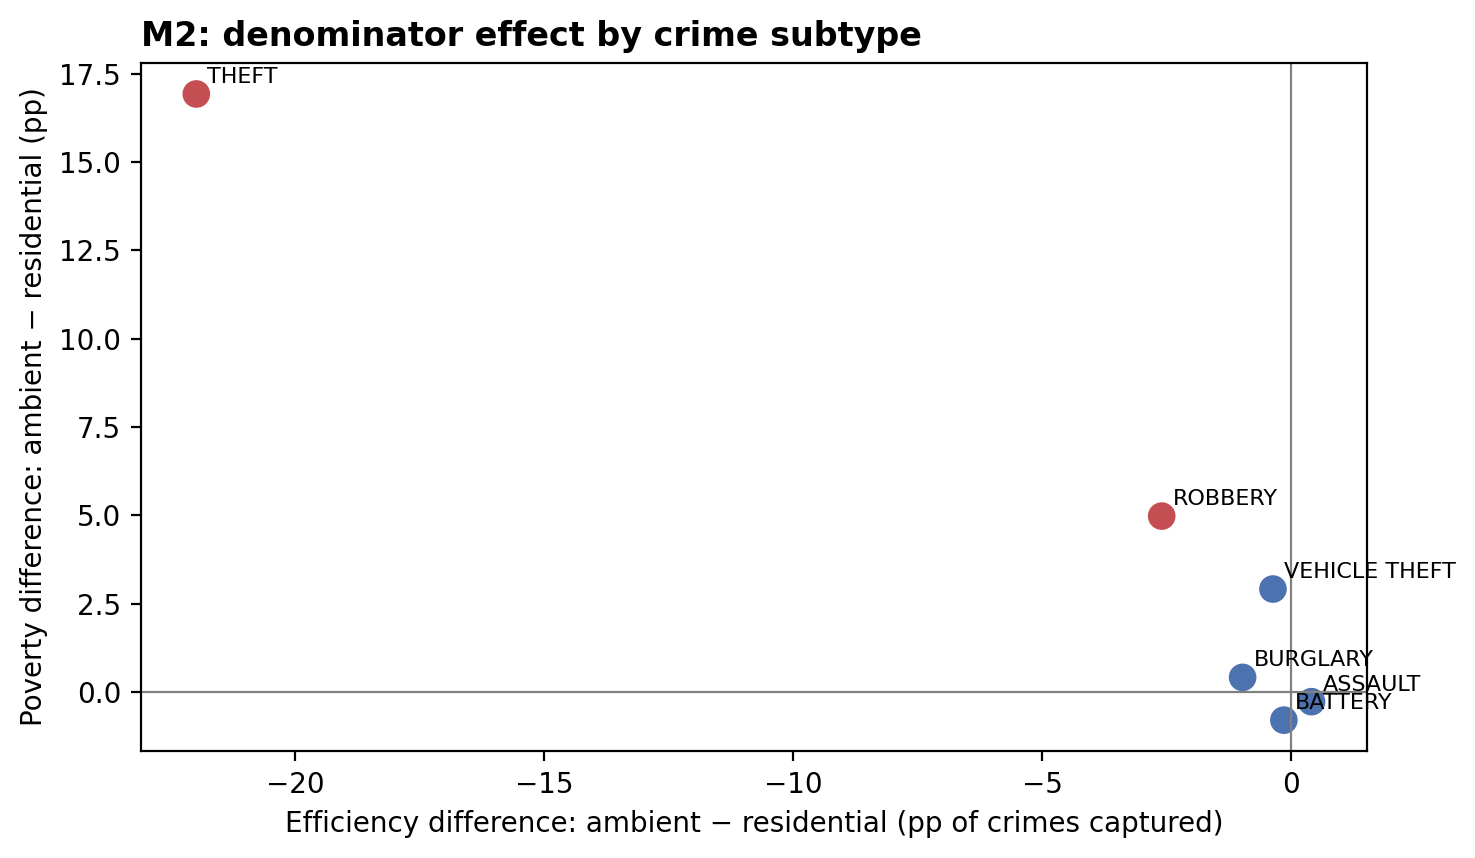 M2: denominator effect by crime subtype
Poverty difference: ambient − residential (pp)
17.5
15.0
12.5
10.0
7.5
5.0
2.5
0.0
THEFT
ROBBERY
VEHICLE THEFT
BURGLARY
ASSAULT
BATTERY
−20
−15
−10
−5
0
Efficiency difference: ambient − residential (pp of crimes captured)